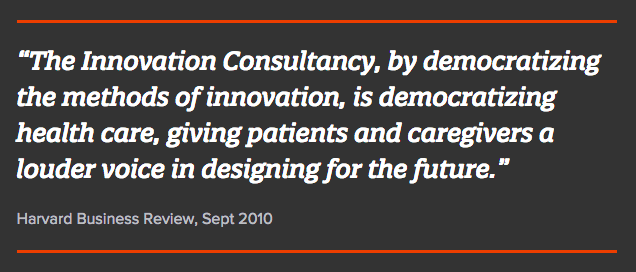 “The Innovation Consultancy, by democratizing
the methods of innovation, is democratizing
health care, giving patients and caregivers a
louder voice in designing for the future.”
Harvard Business Review, Sept 2010